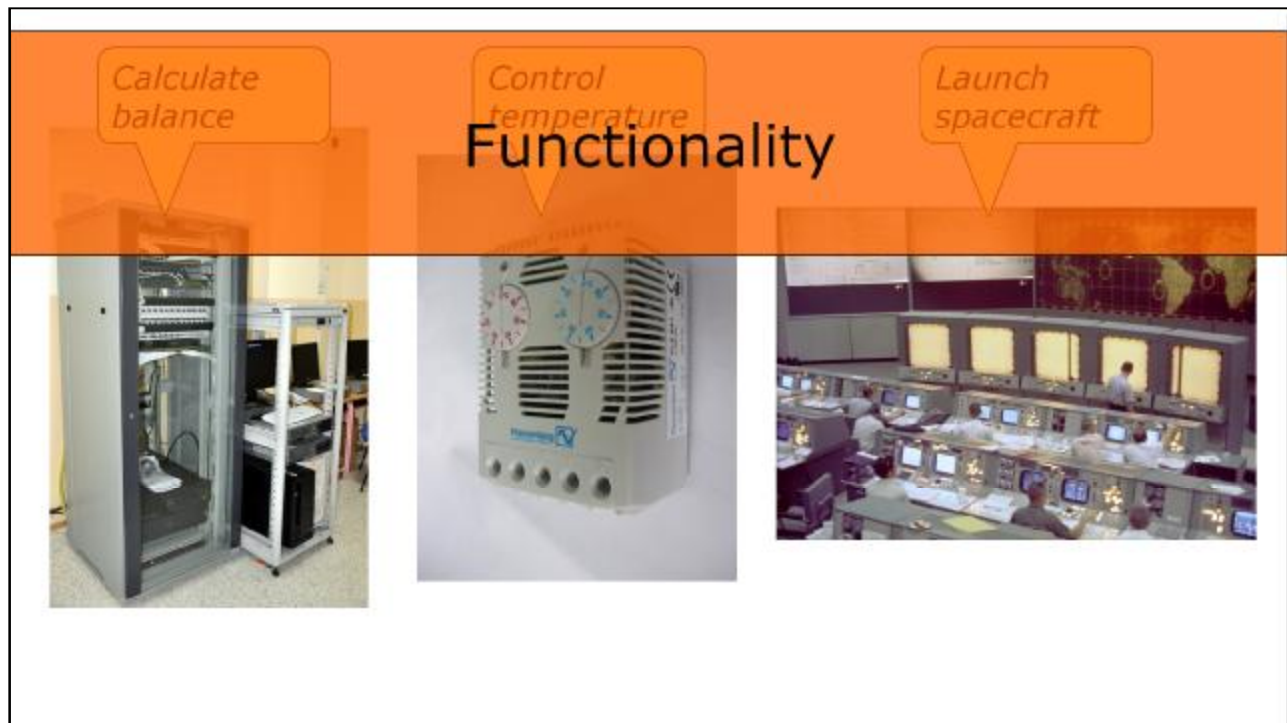 Calculate
balance
Control
temperature
Launch
spacecraft
Functionality